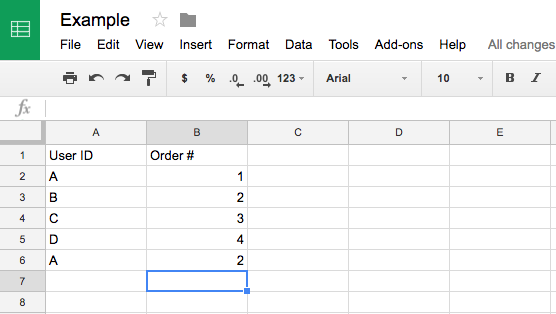 Example
File Edit View Insert Format Data Tools Add-ons Help All changes
$ % .0 .00 123 Arial 10 B I
fx
A B C D E
1 User ID Order #
2 A 1
3 B 2
4 C 3
5 D 4
6 A 2
7
8